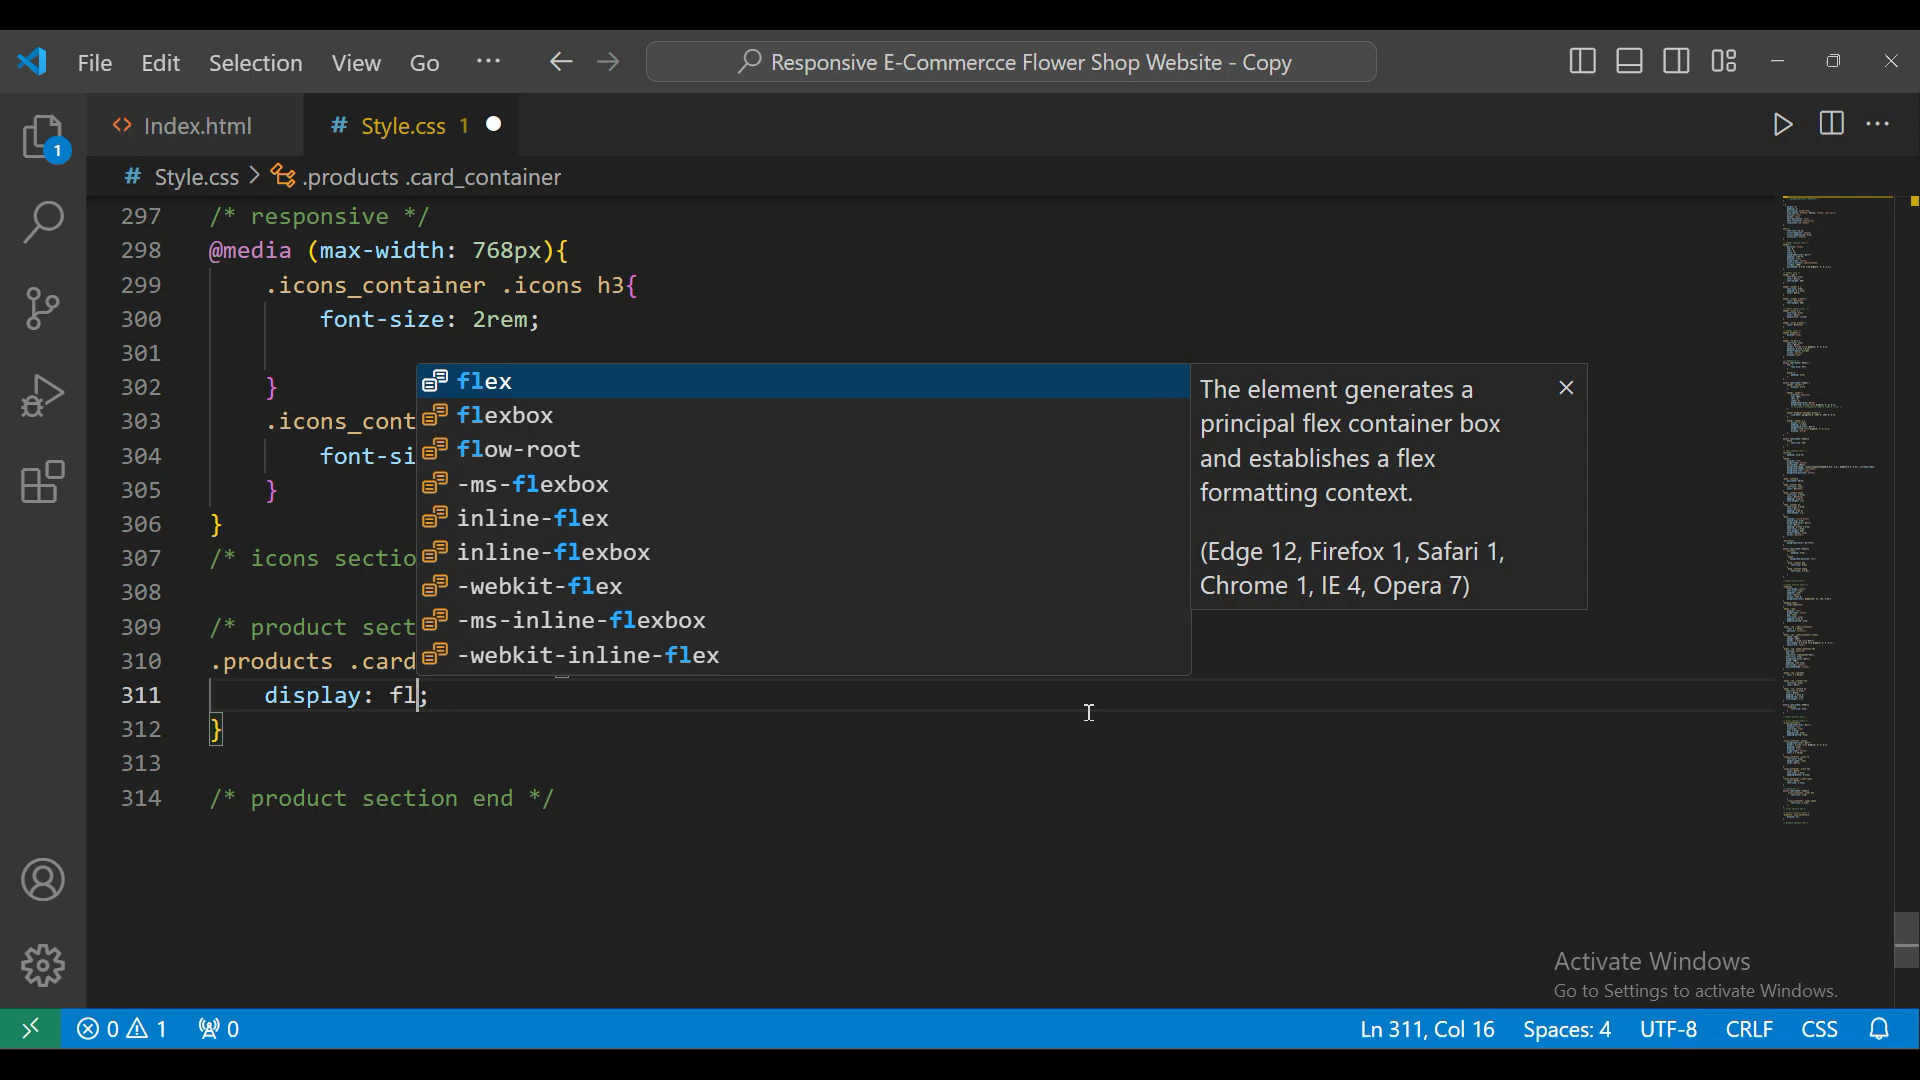 File Edit Selection View Go ··· Responsive E-Commercce Flower Shop Website - Copy
Index.html # Style.css 1
1
# Style.css > .products .card_container
297 /* responsive */
298 @media (max-width: 768px){
299 .icons_container .icons h3{
300 font-size: 2rem;
301
302 }
303 .icons_cont
304 font-si
305 }
306 }
307 /* icons sectio
308
309 /* product sect
310 .products .card
311 display: fl;
312 }
313
314 /* product section end */
flex
flexbox
flow-root
-ms-flexbox
inline-flex
inline-flexbox
-webkit-flex
-ms-inline-flexbox
-webkit-inline-flex
The element generates a
principal flex container box
and establishes a flex
formatting context.
(Edge 12, Firefox 1, Safari 1,
Chrome 1, IE 4, Opera 7)
Activate Windows
Go to Settings to activate Windows.
0 1 0 Ln 311, Col 16 Spaces: 4 UTF-8 CRLF CSS